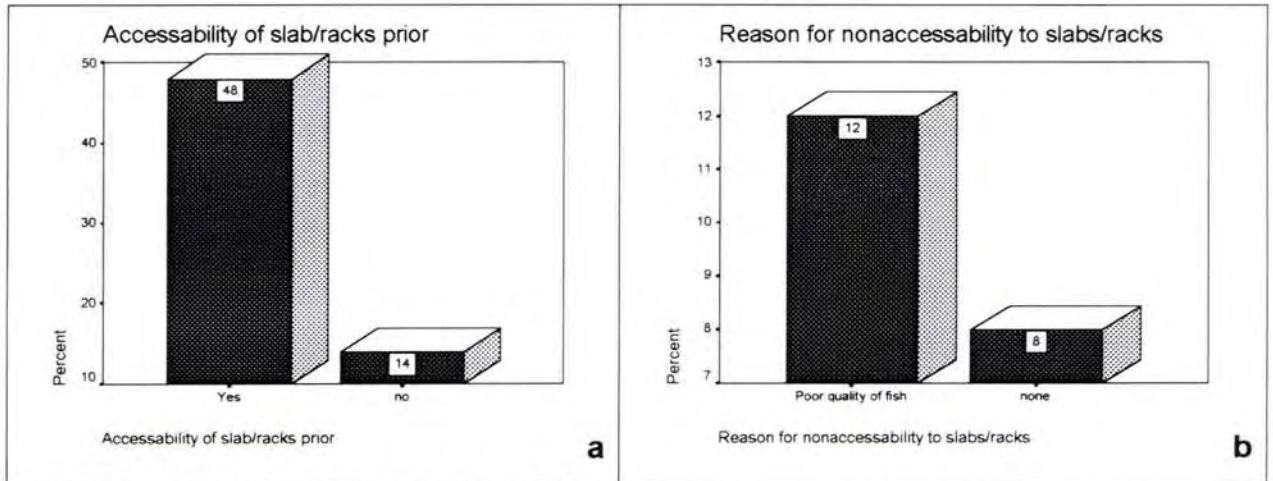 Accessability of slab/racks prior
50
40
30
20
10
Percent
48
14
Yes no
Accessability of slab/racks prior
a
Reason for nonaccessability to slabs/racks
13
12
11
10
9
8
7
Percent
12
8
Poor quality of fish none
Reason for nonaccessability to slabs/racks
b